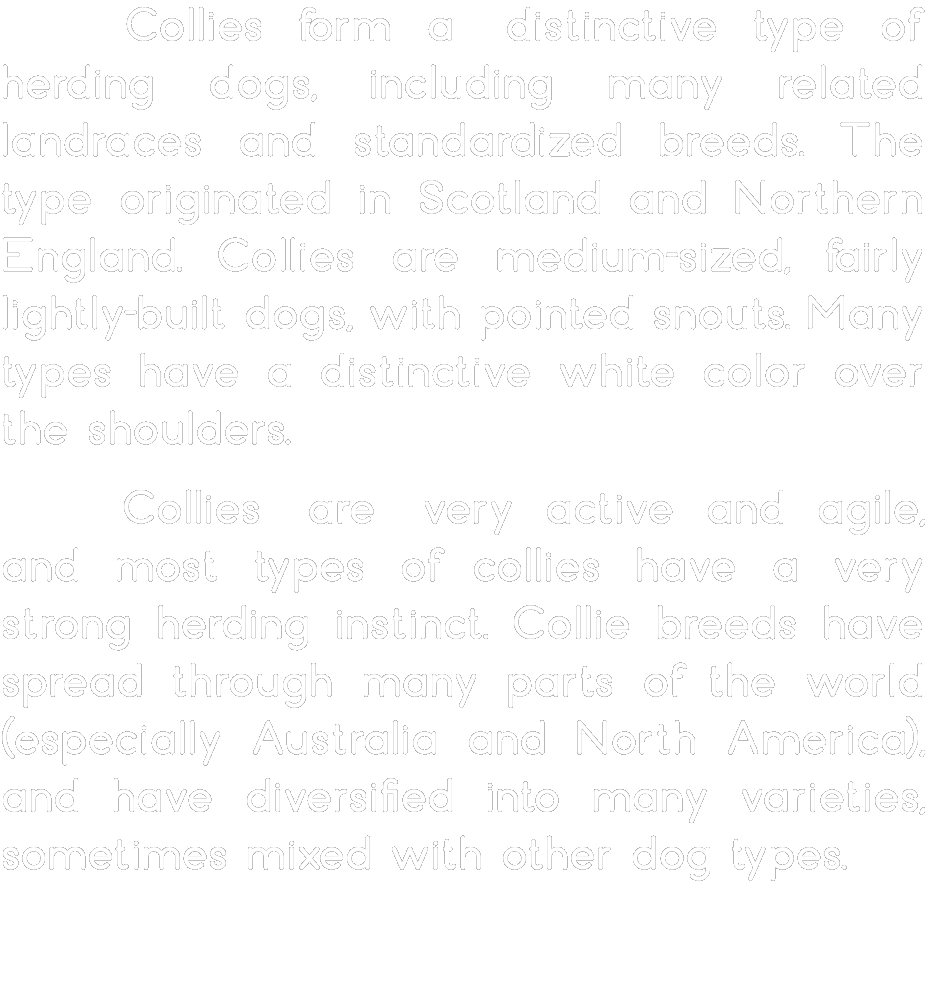 Collies form a distinctive type of
herding dogs, including many related
landraces and standardized breeds. The
type originated in Scotland and Northern
England. Collies are medium-sized, fairly
lightly-built dogs, with pointed snouts. Many
types have a distinctive white color over
the shoulders.
Collies are very active and agile,
and most types of collies have a very
strong herding instinct. Collie breeds have
spread through many parts of the world
(especially Australia and North America),
and have diversified into many varieties,
sometimes mixed with other dog types.